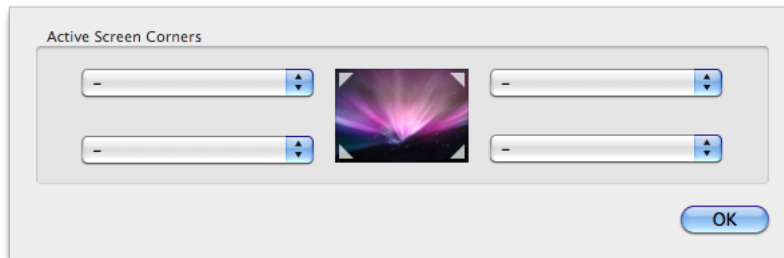 Active Screen Corners
– –
– –
OK